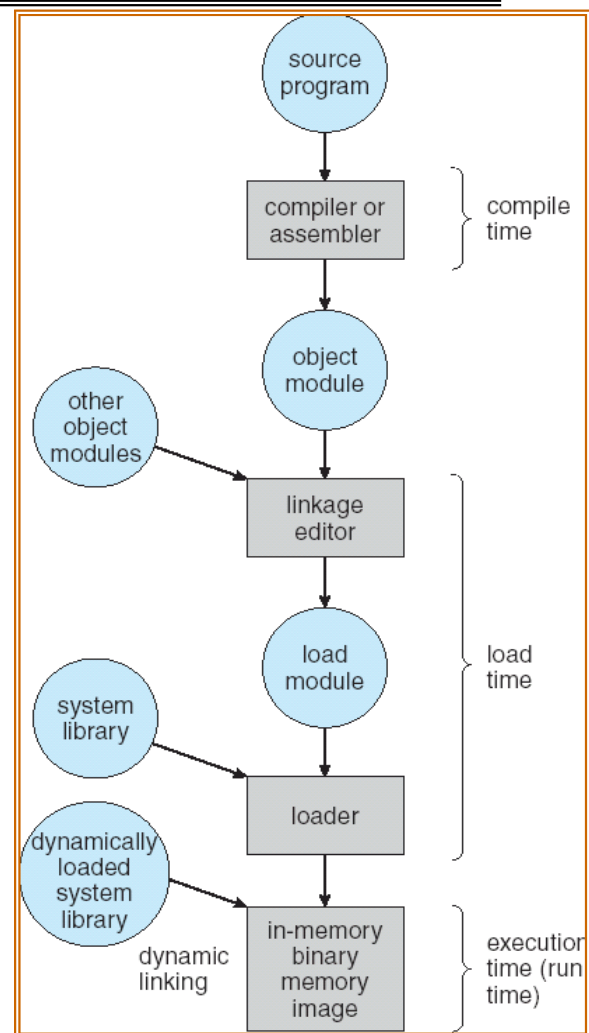 source
program
compiler or
assembler
compile
time
object
module
other
object
modules
linkage
editor
load
module
load
time
system
library
loader
dynamically
loaded
system
library
dynamic
linking
in-memory
binary
memory
image
execution
time (run
time)